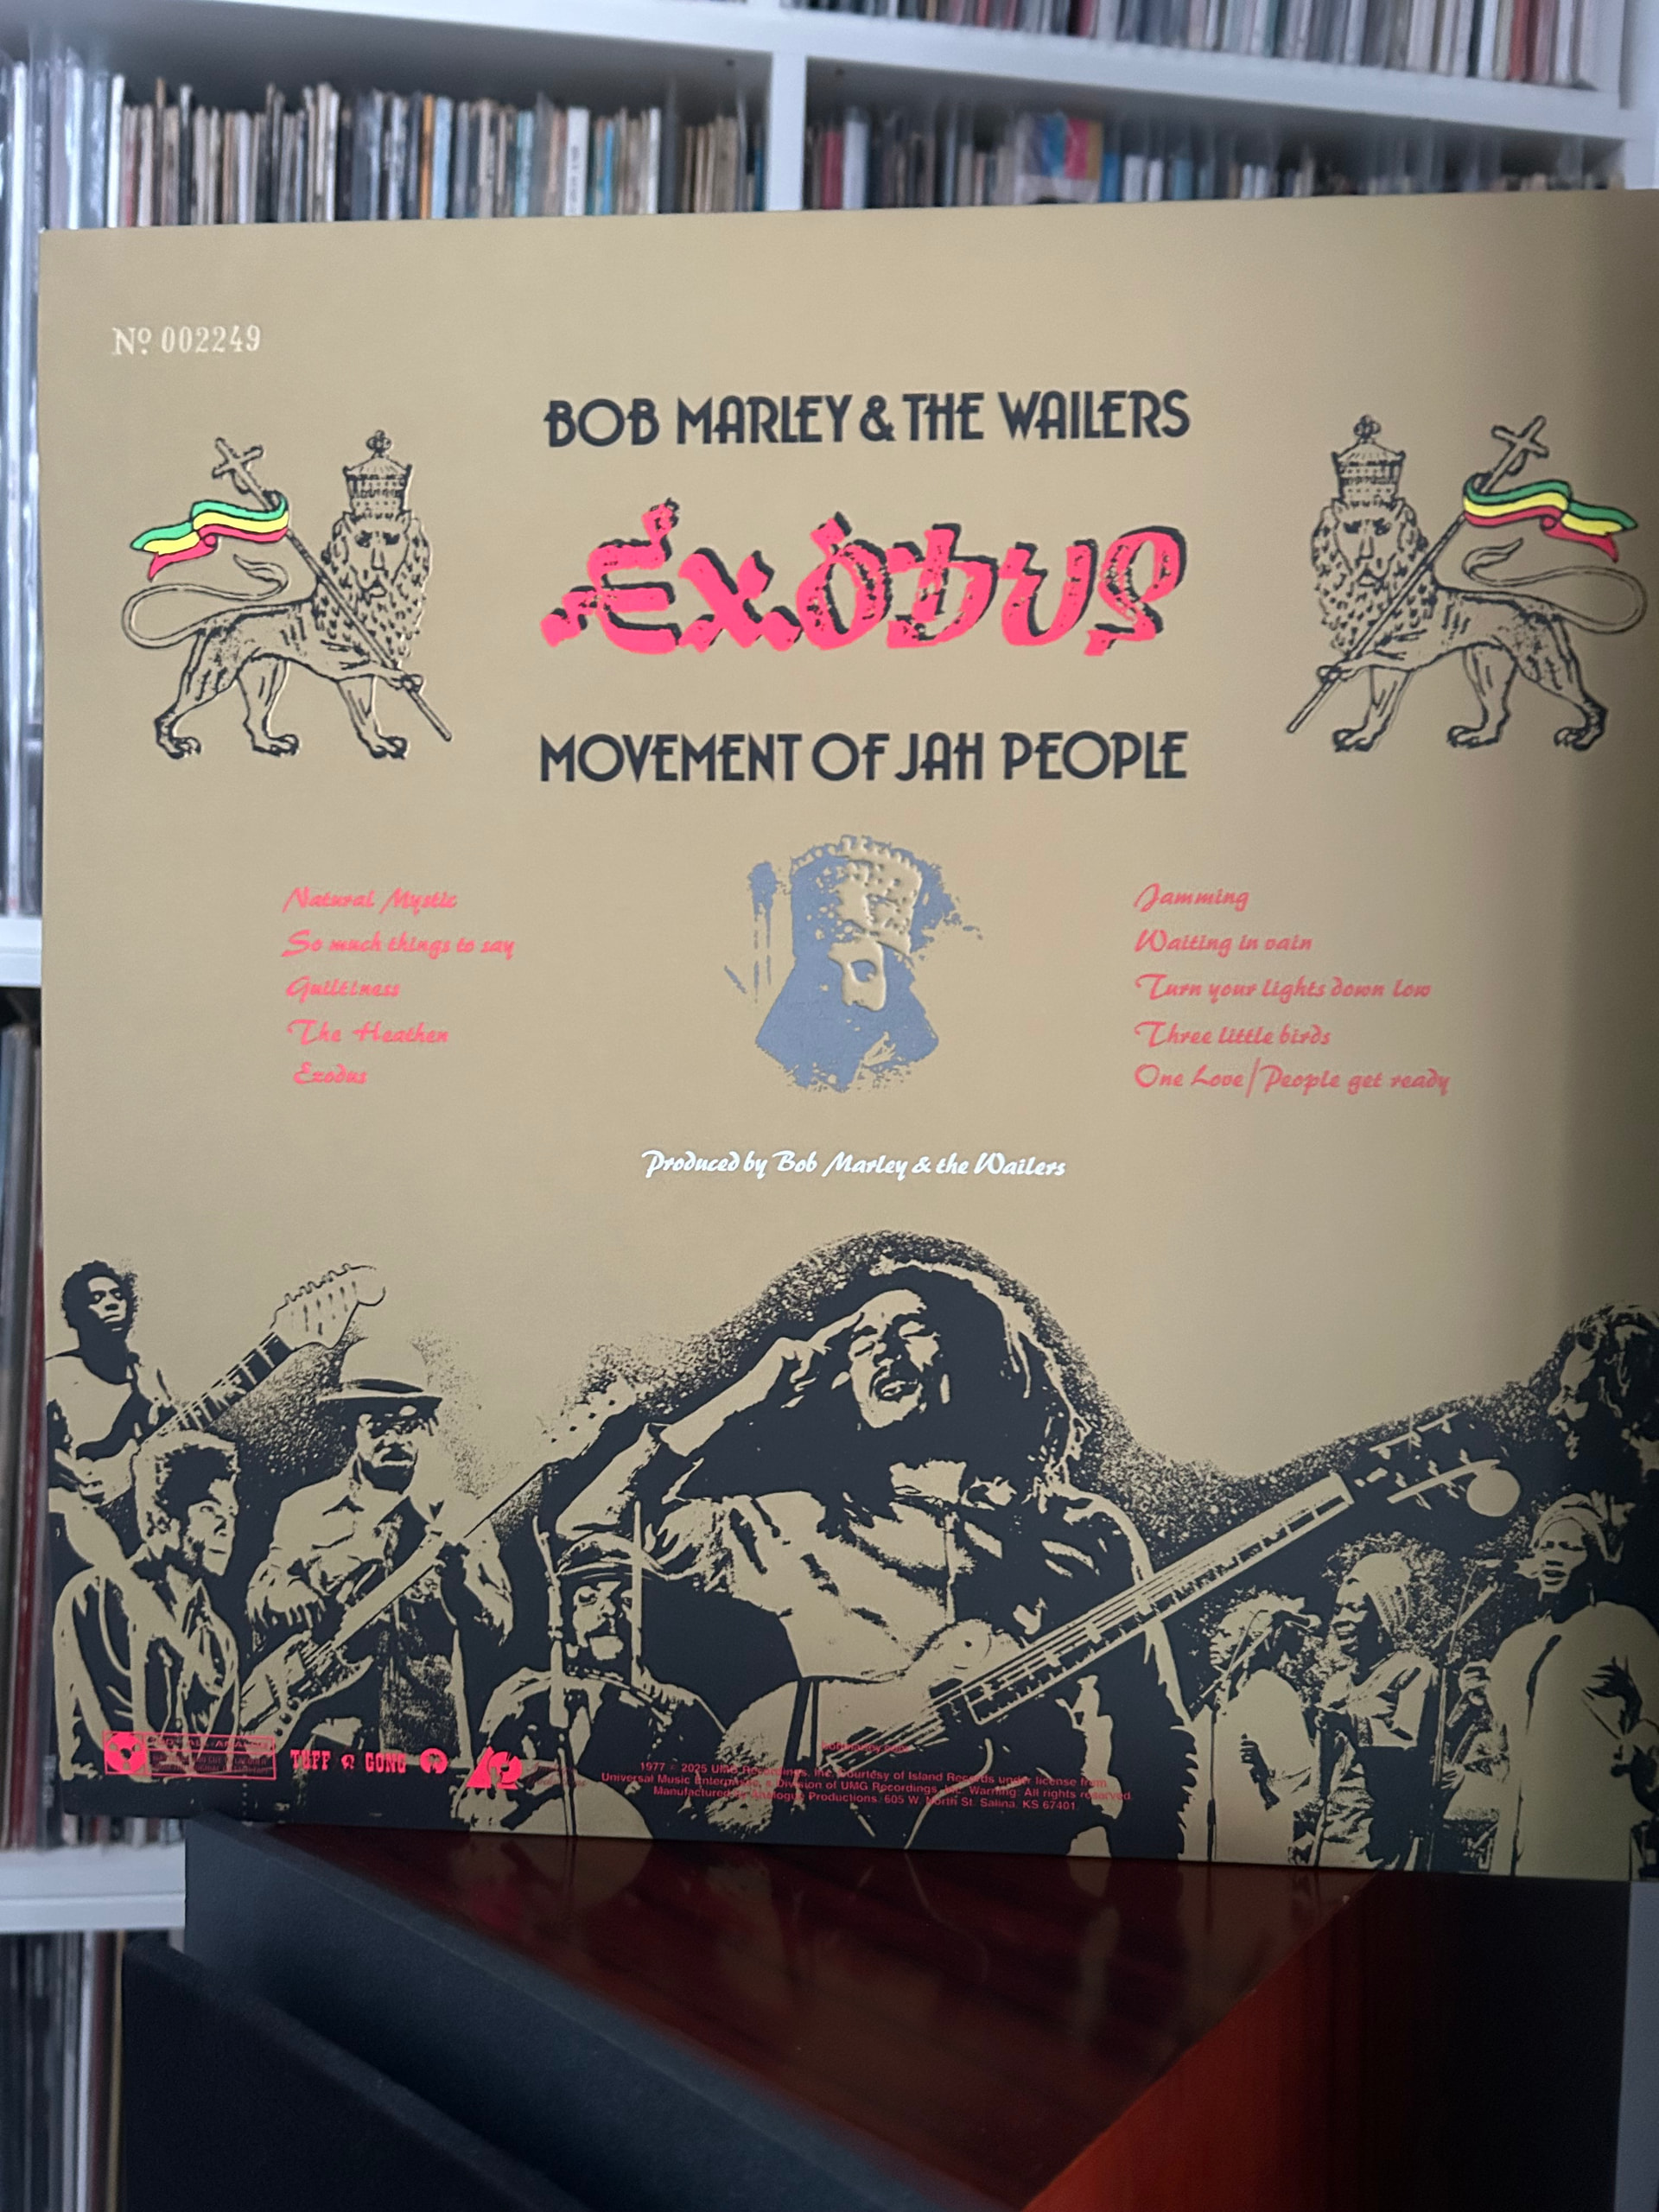 Nº 002249
BOB MARLEY & THE WAILERS
EXODUS
MOVEMENT OF JAH PEOPLE
Natural Mystic
So much things to say
Guiltiness
The Heathen
Exodus
Jamming
Waiting in vain
Turn your lights down low
Three little birds
One Love/People get ready
Produced by Bob Marley & the Wailers
TUFF GONG
1977 2025 UMG Recordings, Inc. Courtesy of Island Records under license from
Universal Music Enterprises, a Division of UMG Recordings, Inc. Warning: All rights reserved.
Manufactured by Analogue Productions. 605 W. North St. Salina, KS 67401